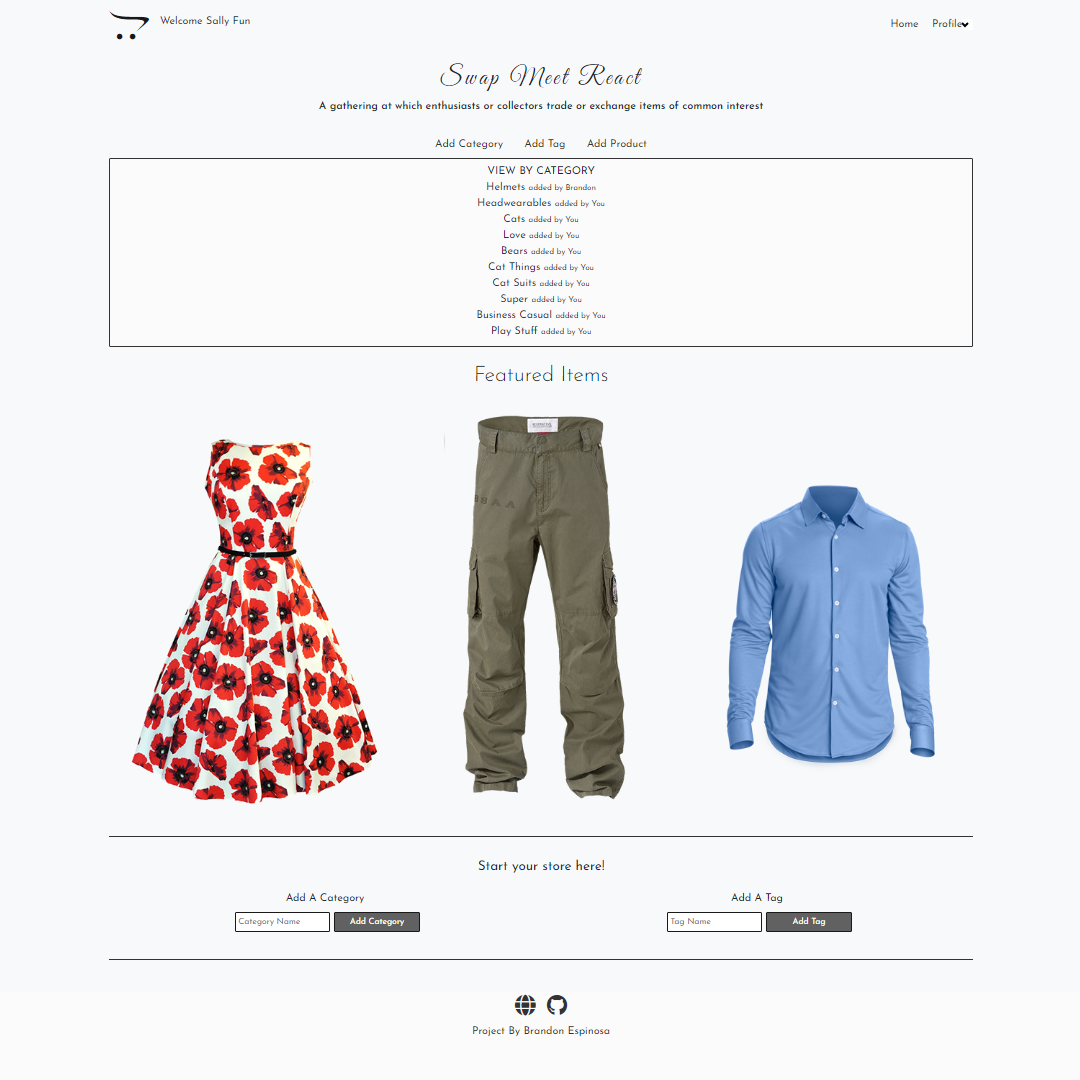 Welcome Sally Fun
Home Profile
Swap Meet React
A gathering at which enthusiasts or collectors trade or exchange items of common interest
Add Category Add Tag Add Product
VIEW BY CATEGORY
Helmets added by Brandon
Headwearables added by You
Cats added by You
Love added by You
Bears added by You
Cat Things added by You
Cat Suits added by You
Super added by You
Business Casual added by You
Play Stuff added by You
Featured Items
Start your store here!
Add A Category
Category Name Add Category
Add A Tag
Tag Name Add Tag
Project By Brandon Espinosa